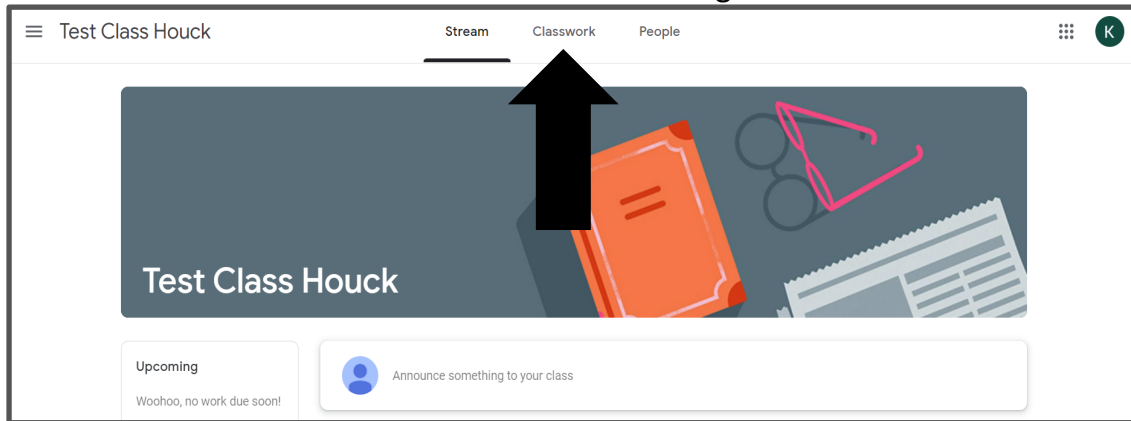 Test Class Houck
Stream Classwork People
K
Test Class Houck
Upcoming
Woohoo, no work due soon!
Announce something to your class